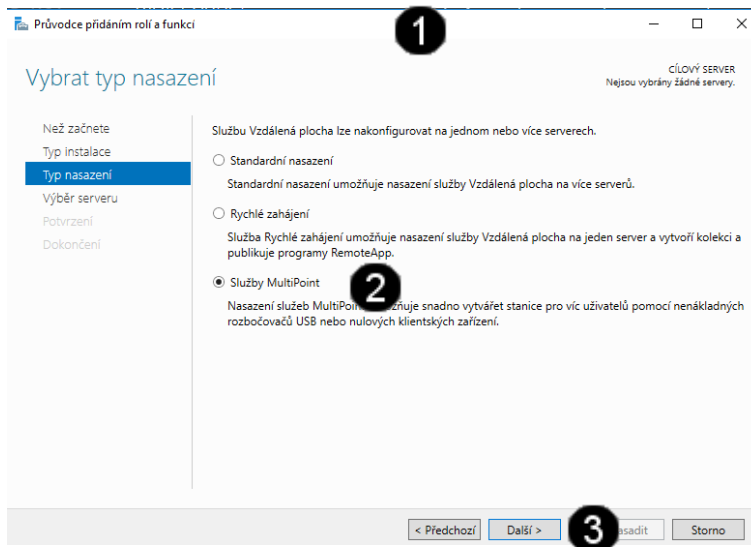 Průvodce přidáním rolí a funkcí
1
Vybrat typ nasazení
CÍLOVÝ SERVER
Nejsou vybrány žádné servery.
Než začnete
Typ instalace
Typ nasazení
Výběr serveru
Potvrzení
Dokončení
Službu Vzdálená plocha lze nakonfigurovat na jednom nebo více serverech.
Standardní nasazení
Standardní nasazení umožňuje nasazení služby Vzdálená plocha na více serverů.
Rychlé zahájení
Služba Rychlé zahájení umožňuje nasazení služby Vzdálená plocha na jeden server a vytvoří kolekci a
publikuje programy RemoteApp.
Služby MultiPoint
2
Nasazení služeb MultiPoi žňuje snadno vytvářet stanice pro víc uživatelů pomocí nenákladných
rozbočovačů USB nebo nulových klientských zařízení.
< Předchozí
Další >
3
asadit
Storno